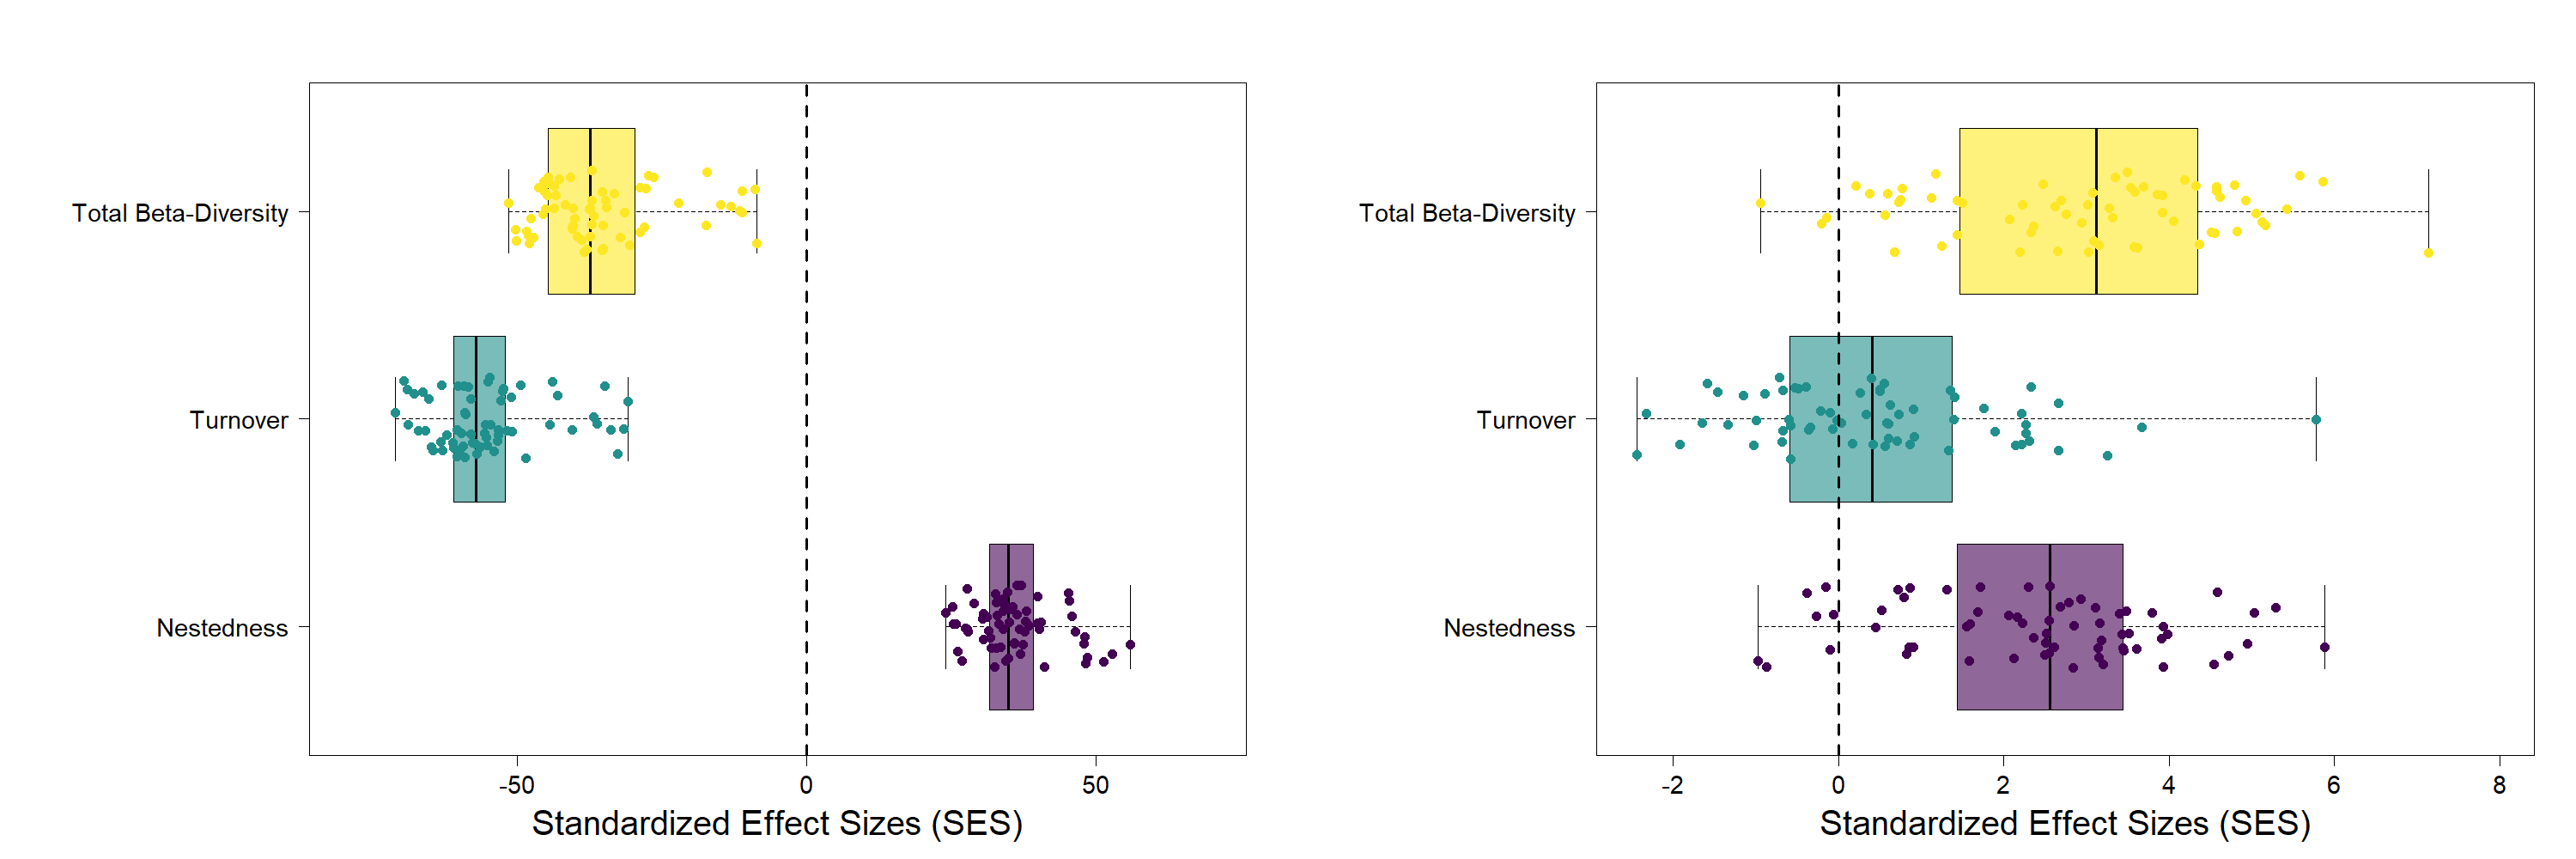 Total Beta-Diversity
Turnover
Nestedness
-50 0 50
Standardized Effect Sizes (SES)
Total Beta-Diversity
Turnover
Nestedness
-2 0 2 4 6 8
Standardized Effect Sizes (SES)